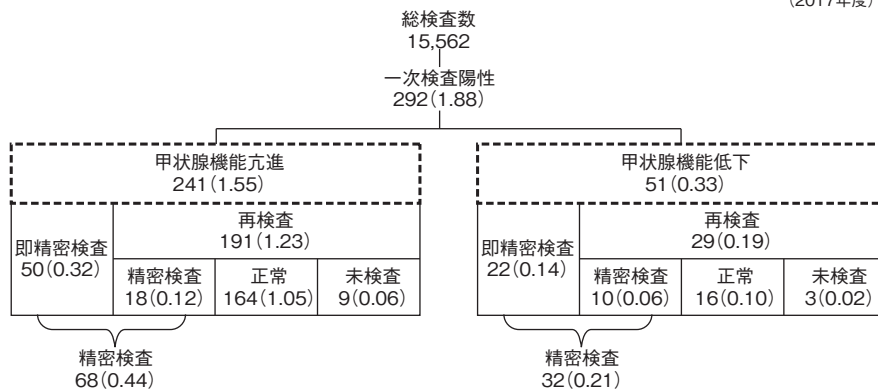 (2017年度)
総検査数
15,562
一次検査陽性
292(1.88)
甲状腺機能亢進
241(1.55)
即精密検査
50(0.32)
再検査
191(1.23)
精密検査
18(0.12)
正常
164(1.05)
未検査
9(0.06)
精密検査
68(0.44)
甲状腺機能低下
51(0.33)
即精密検査
22(0.14)
再検査
29(0.19)
精密検査
10(0.06)
正常
16(0.10)
未検査
3(0.02)
精密検査
32(0.21)